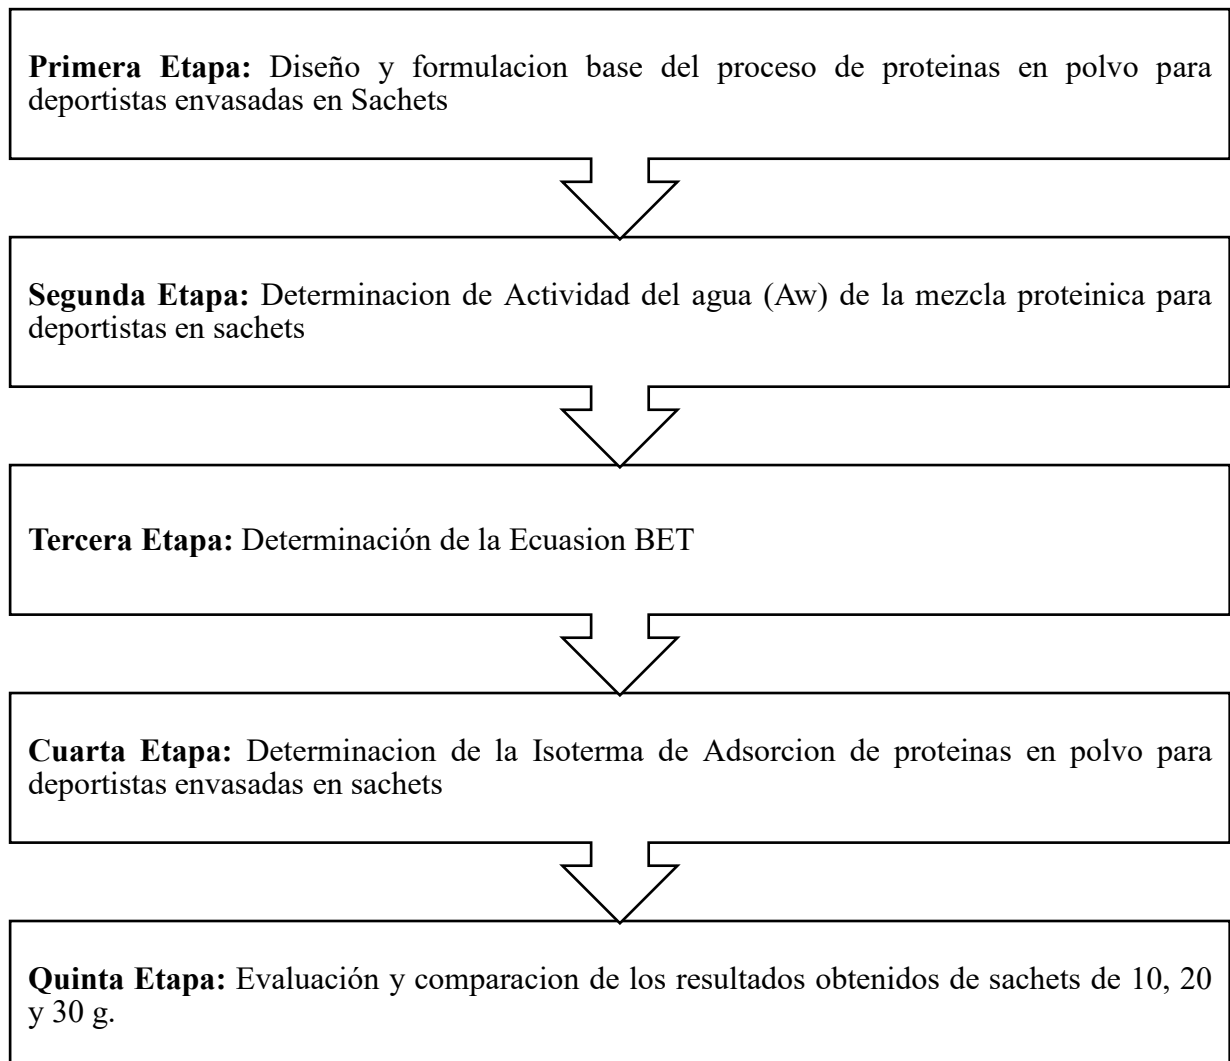 Primera Etapa: Diseño y formulacion base del proceso de proteinas en polvo para
deportistas envasadas en Sachets
Segunda Etapa: Determinacion de Actividad del agua (Aw) de la mezcla proteinica para
deportistas en sachets
Tercera Etapa: Determinación de la Ecuasion BET
Cuarta Etapa: Determinacion de la Isoterma de Adsorcion de proteinas en polvo para
deportistas envasadas en sachets
Quinta Etapa: Evaluación y comparacion de los resultados obtenidos de sachets de 10, 20
y 30 g.